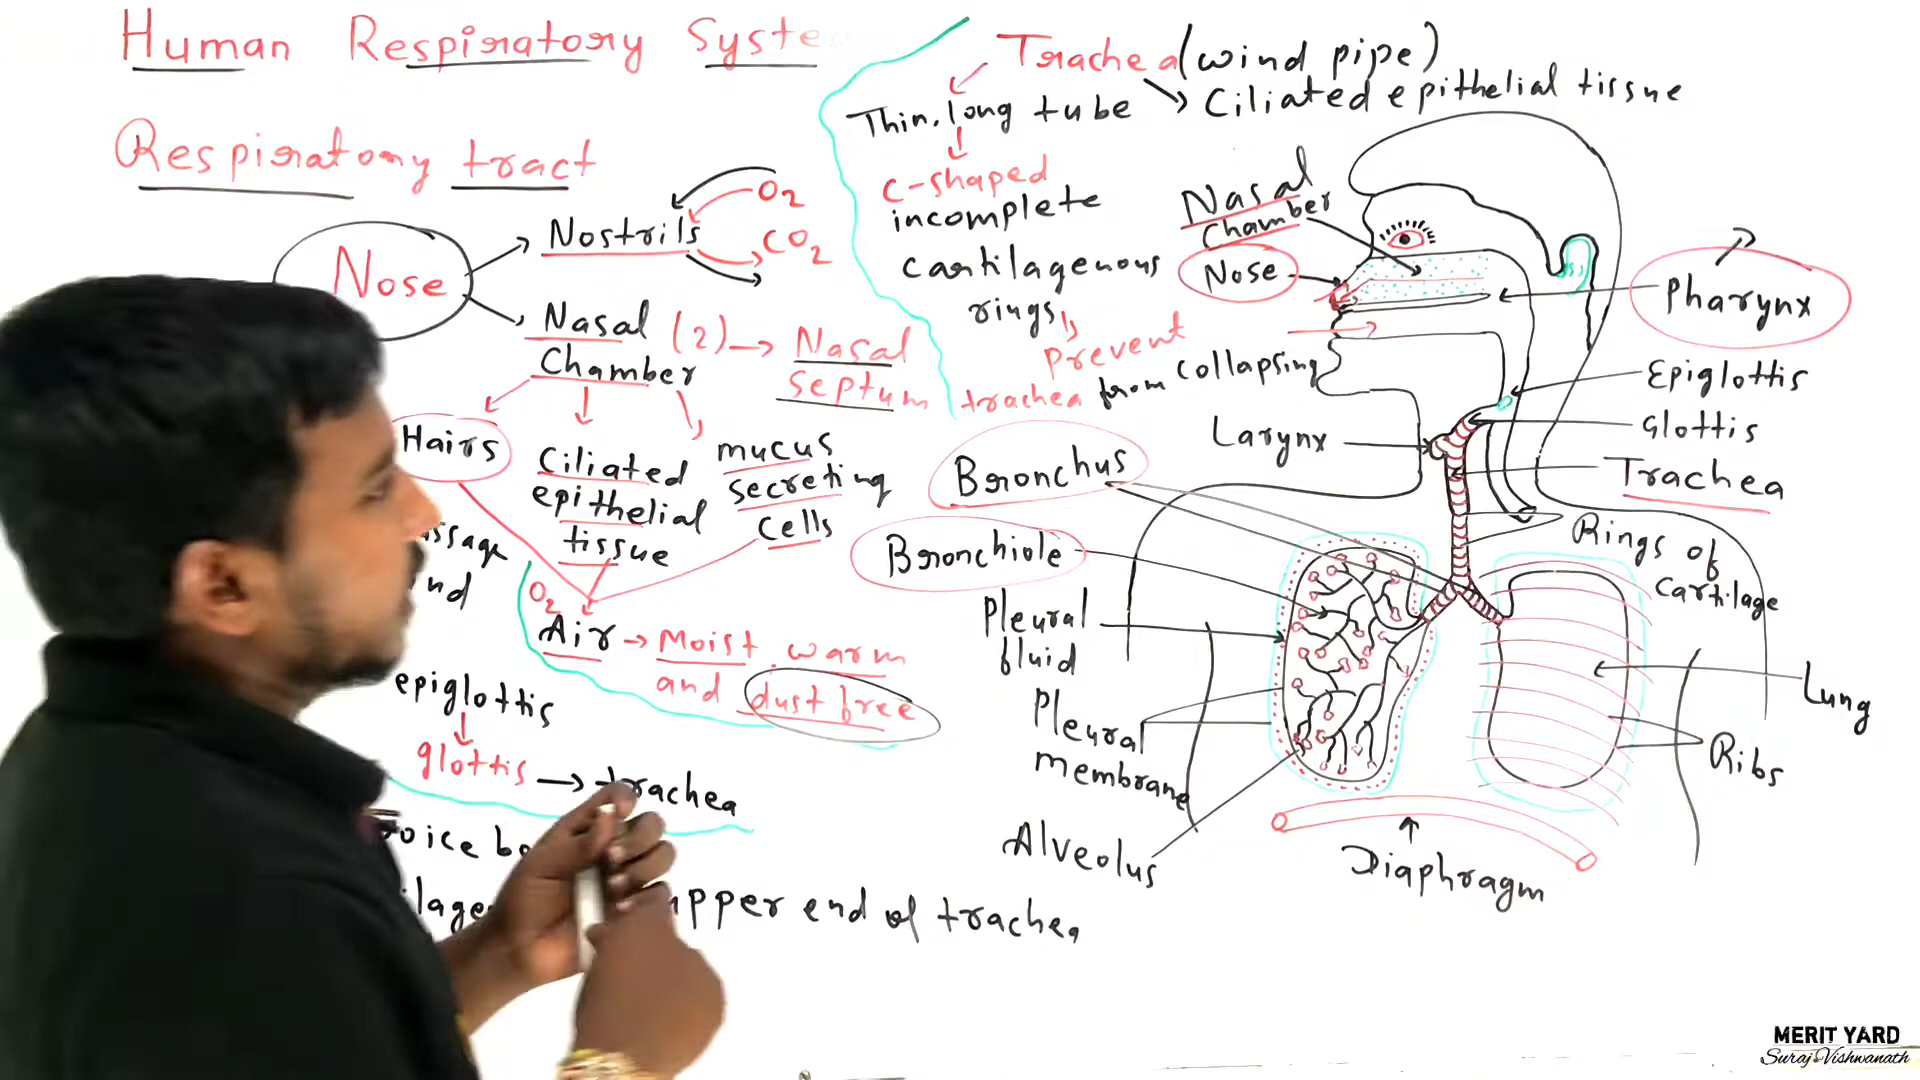 Human Respiratory Syste
Respiratory tract
Nose
Nostrils
O2
CO2
Nasal (2) → Nasal
Chamber septum
Hairs
Ciliated
epithelial
tissue
mucus
secreting
cells
nd
O2
Air → Moist, warm
and dust free
epiglottis
glottis → trachea
voice
upper end of trachea
Trachea (wind pipe)
Thin, long tube
Ciliated epithelial tissue
C-shaped
incomplete
cartilagenous
rings
prevent
trachea from collapsing
Nasal
Chamber
Nose
Pharynx
Epiglottis
Glottis
Larynx
Trachea
Bronchus
Rings of
cartilage
Bronchiole
Pleural
fluid
Lung
Pleural
membrane
Ribs
Alveolus
Diaphragm
MERIT YARD
Suraj Vishwanath